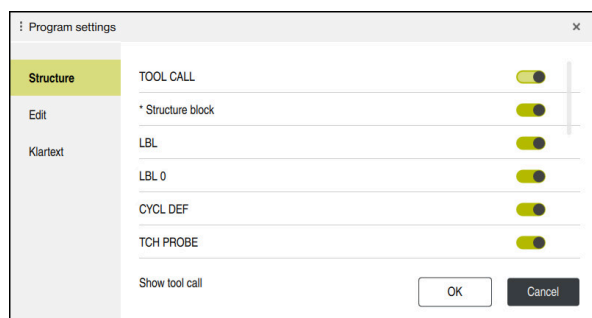 Program settings
Structure
Edit
Klartext
TOOL CALL
* Structure block
LBL
LBL 0
CYCL DEF
TCH PROBE
Show tool call
OK
Cancel